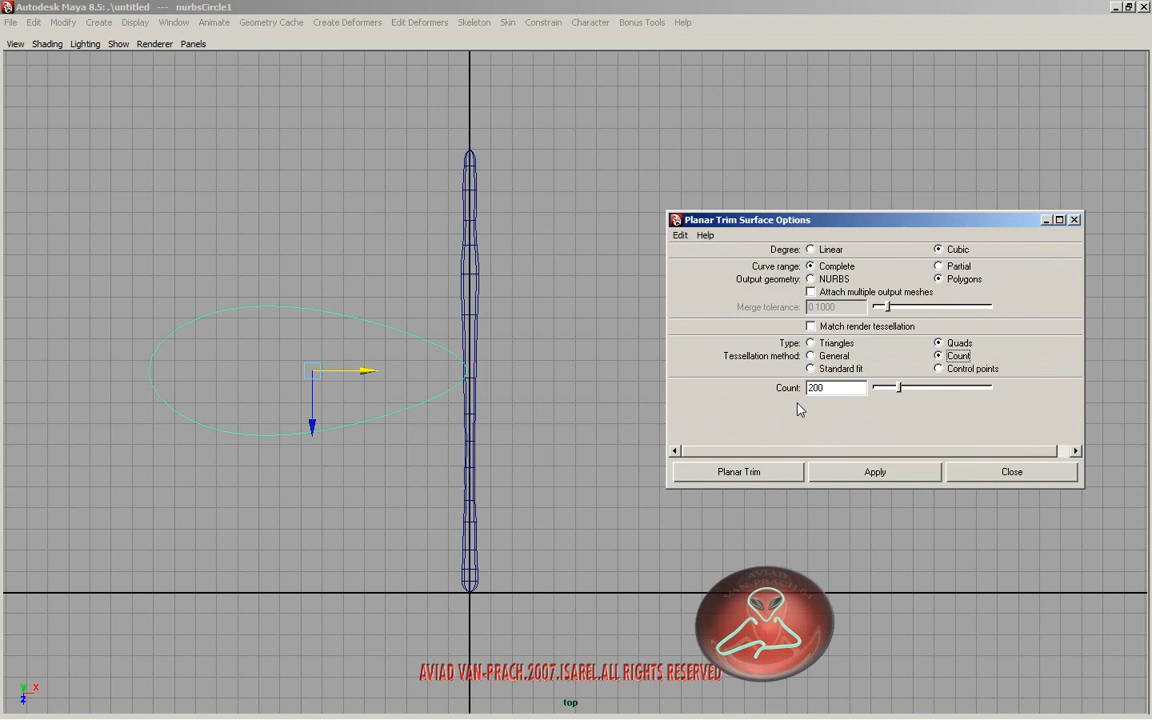 Autodesk Maya 8.5: .\untitled --- nurbsCircle1
File Edit Modify Create Display Window Animate Geometry Cache Create Deformers Edit Deformers Skeleton Skin Constrain Character Bonus Tools Help
View Shading Lighting Show Renderer Panels
Planar Trim Surface Options
Edit Help
Degree: Linear Cubic
Curve range: Complete Partial
Output geometry: NURBS Polygons
Attach multiple output meshes
Merge tolerance: 0.1000
Match render tessellation
Type: Triangles Quads
Tessellation method: General Count
Standard fit Control points
Count: 200
Planar Trim Apply Close
AVIAD
VAN-PRACH
AVIAD VAN-PRACH.2007.ISAREL.ALL RIGHTS RESERVED
y x
z
top